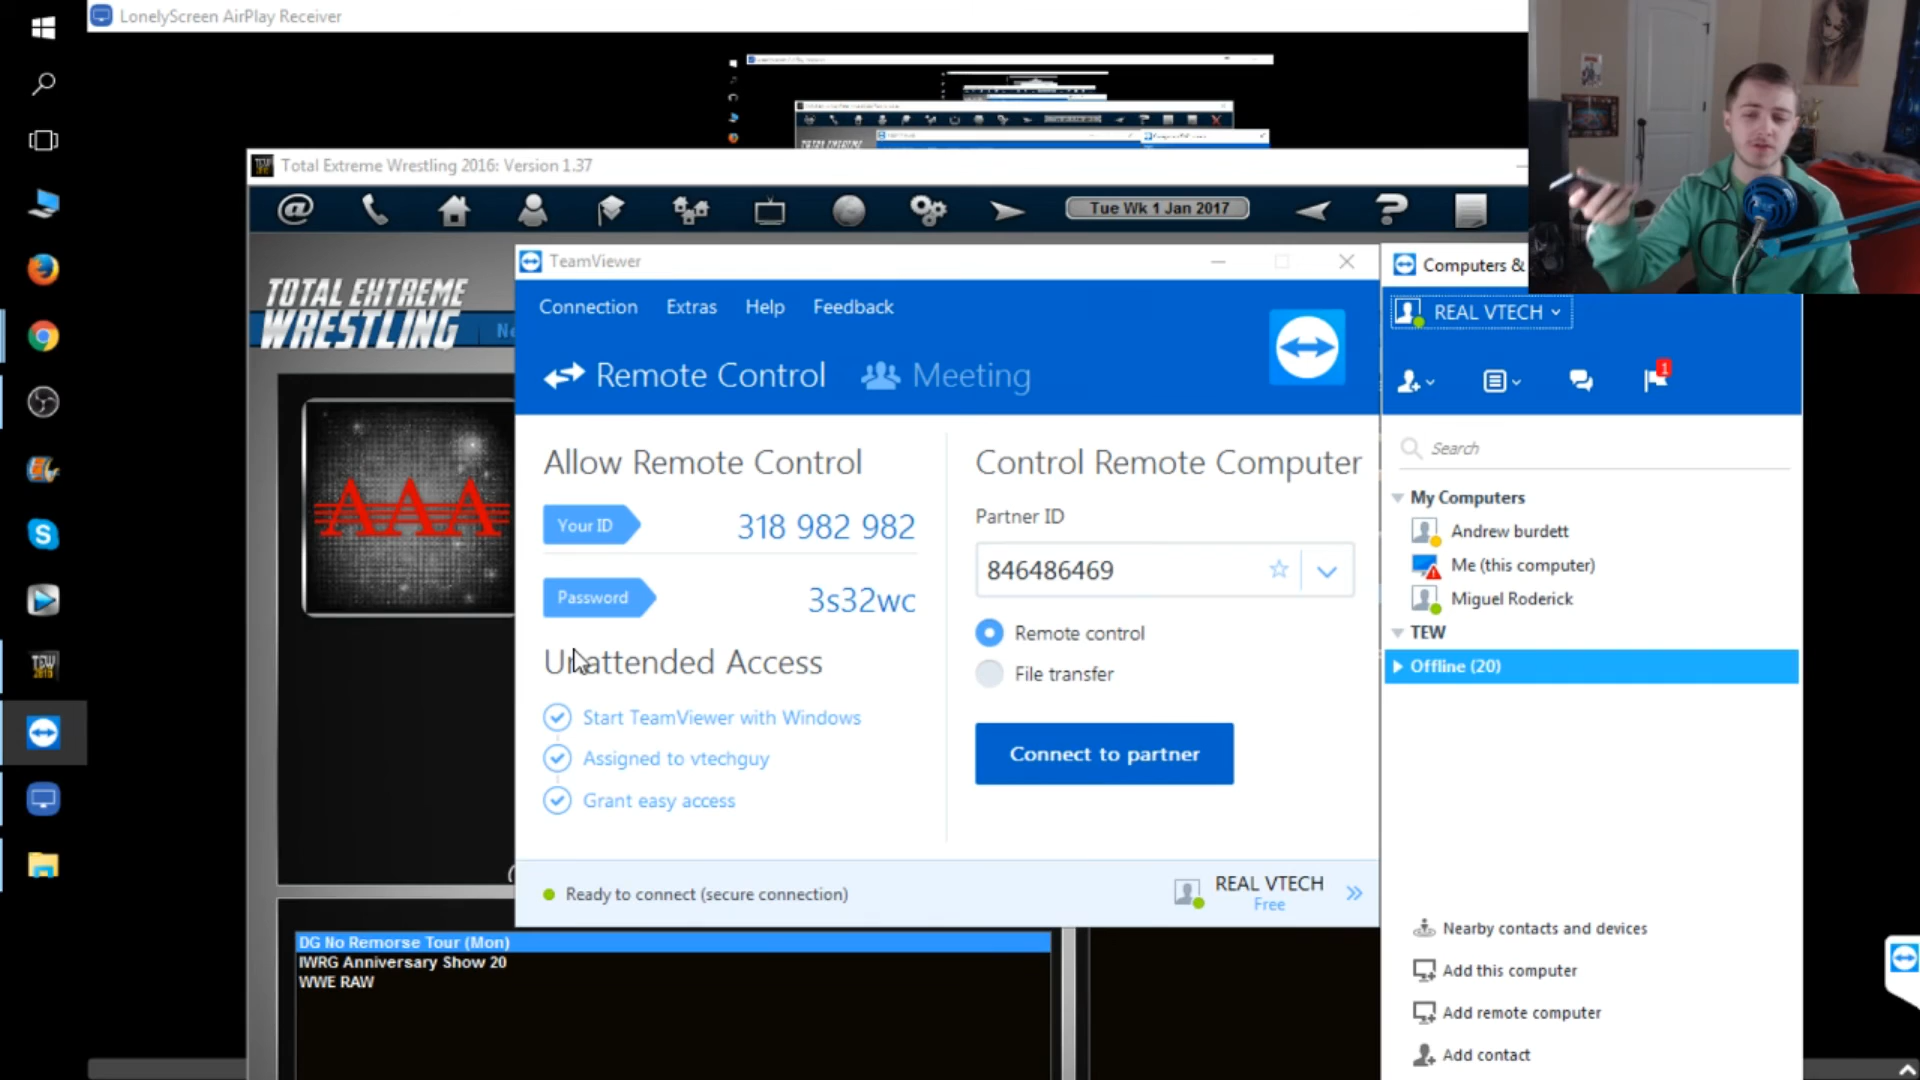 LonelyScreen AirPlay Receiver
Total Extreme Wrestling 2016: Version 1.37
Tue Wk 1 Jan 2017
TOTAL EXTREME
WRESTLING
Ne
AAA
TeamViewer
Connection Extras Help Feedback
Remote Control Meeting
Allow Remote Control
Your ID 318 982 982
Password 3s32wc
Unattended Access
Start TeamViewer with Windows
Assigned to vtechguy
Grant easy access
Control Remote Computer
Partner ID
846486469
Remote control
File transfer
Connect to partner
Ready to connect (secure connection)
REAL VTECH
Free
Computers &
REAL VTECH
1
Search
My Computers
Andrew burdett
Me (this computer)
Miguel Roderick
TEW
Offline (20)
Nearby contacts and devices
Add this computer
Add remote computer
Add contact
DG No Remorse Tour (Mon)
IWRG Anniversary Show 20
WWE RAW
TEW
2016